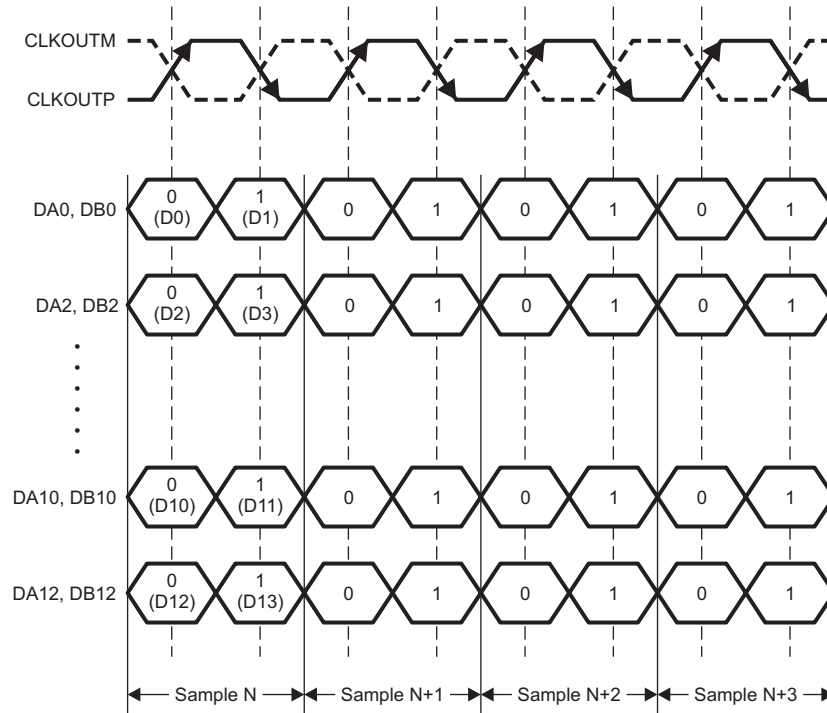 CLKOUTM
CLKOUTP
DA0, DB0
0 (D0) 1 (D1) 0 1 0 1 0 1
DA2, DB2
0 (D2) 1 (D3) 0 1 0 1 0 1
DA10, DB10
0 (D10) 1 (D11) 0 1 0 1 0 1
DA12, DB12
0 (D12) 1 (D13) 0 1 0 1 0 1
Sample N Sample N+1 Sample N+2 Sample N+3